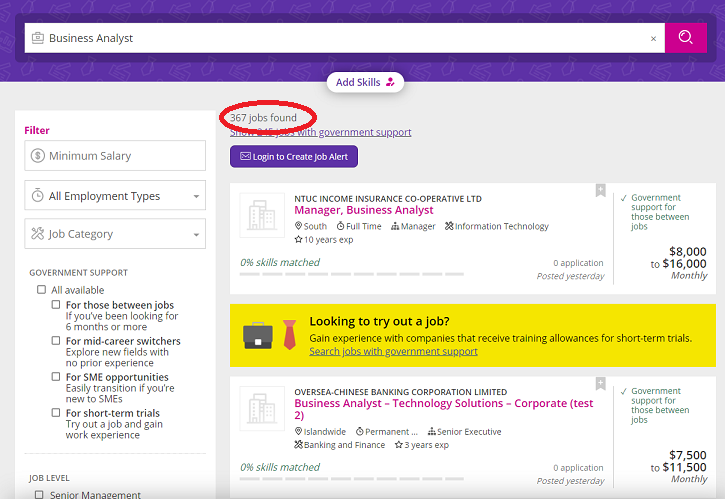 Business Analyst
×
Add Skills
367 jobs found
jobs with government support
Login to Create Job Alert
Filter
Minimum Salary
All Employment Types
Job Category
GOVERNMENT SUPPORT
All available
For those between jobs
If you've been looking for
6 months or more
For mid-career switchers
Explore new fields with
no prior experience
For SME opportunities
Easily transition if you're
new to SMEs
For short-term trials
Try out a job and gain
work experience
JOB LEVEL
Senior Management
NTUC INCOME INSURANCE CO-OPERATIVE LTD
Manager, Business Analyst
South Full Time Manager Information Technology
10 years exp
0% skills matched
0 application
Posted yesterday
✓ Government
support for
those between
jobs
$8,000
to $16,000
Monthly
Looking to try out a job?
Gain experience with companies that receive training allowances for short-term trials.
Search jobs with government support
OVERSEA-CHINESE BANKING CORPORATION LIMITED
Business Analyst – Technology Solutions – Corporate (test
2)
Islandwide Permanent ... Senior Executive
Banking and Finance 3 years exp
0% skills matched
0 application
Posted yesterday
✓ Government
support for
those between
jobs
$7,500
to $11,500
Monthly